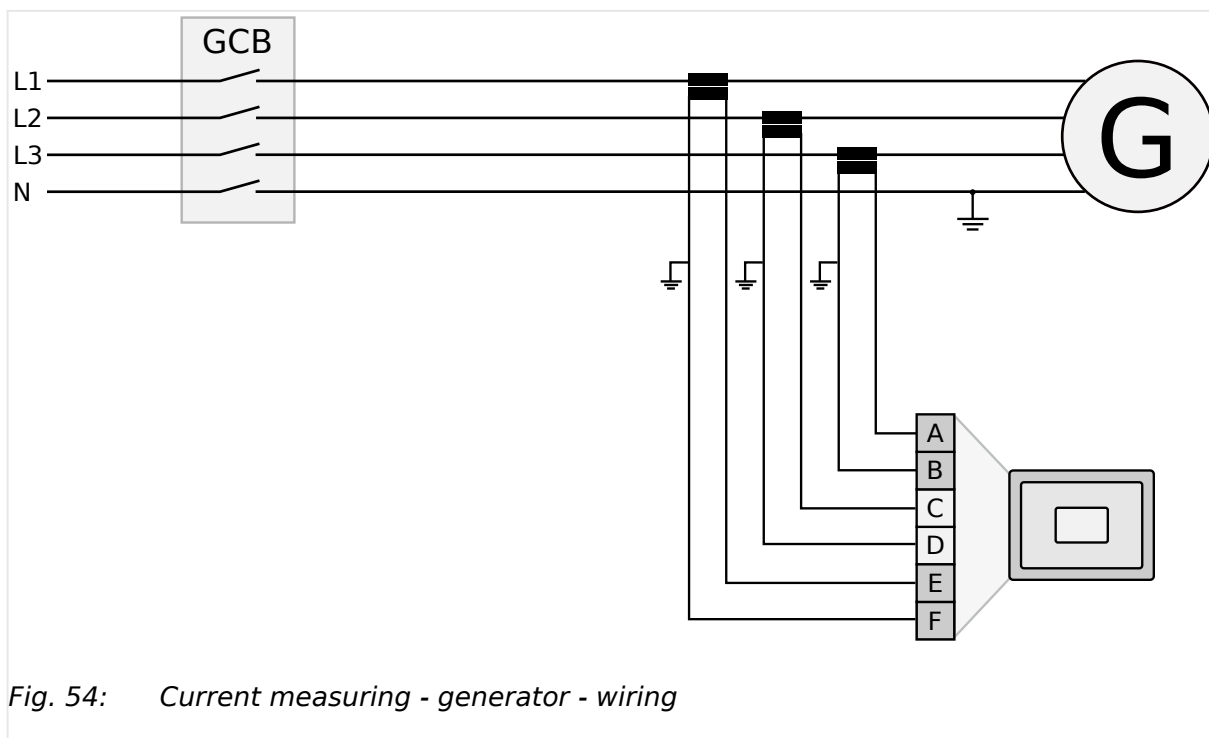 GCB
L1
L2
L3
N
G
A
B
C
D
E
F
Fig. 54: Current measuring - generator - wiring